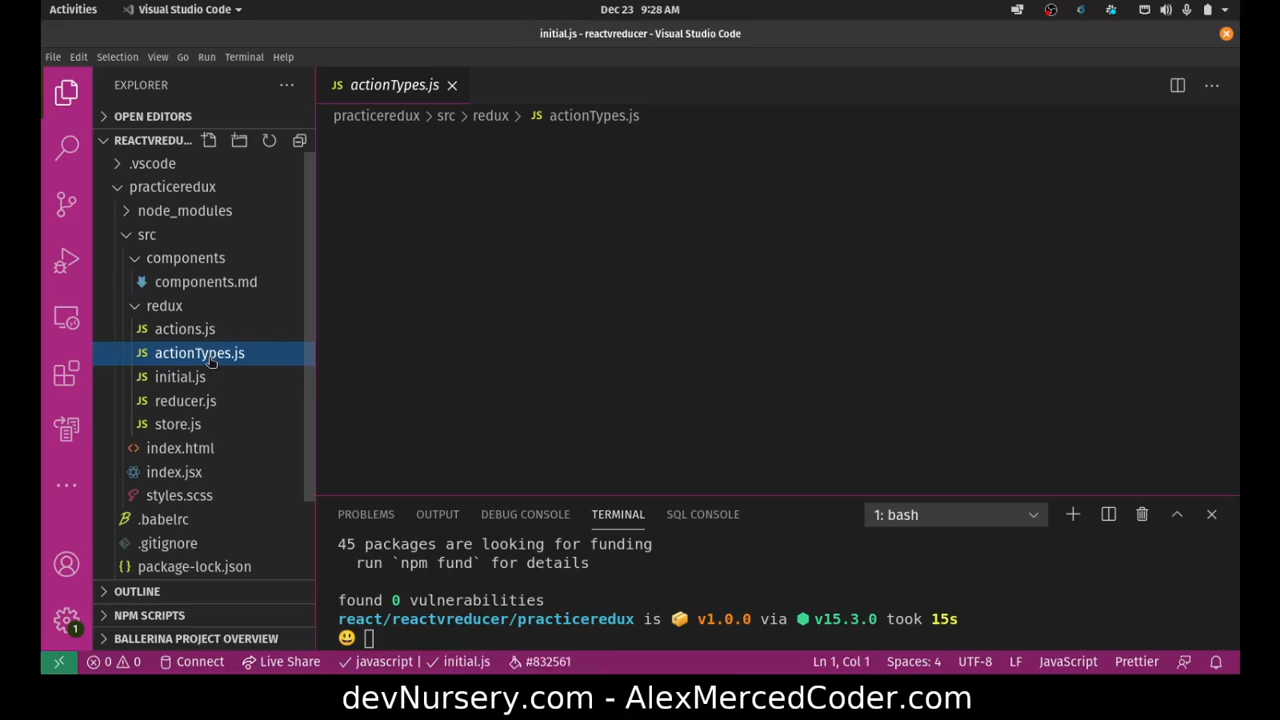 Activities
Visual Studio Code
Dec 23 9:28 AM
initial.js - reactvreducer - Visual Studio Code
File Edit Selection View Go Run Terminal Help
EXPLORER
OPEN EDITORS
REACTVREDU...
.vscode
practiceredux
node_modules
src
components
components.md
redux
JS actions.js
JS actionTypes.js
JS initial.js
JS reducer.js
JS store.js
index.html
index.jsx
styles.scss
.babelrc
.gitignore
package-lock.json
OUTLINE
NPM SCRIPTS
BALLERINA PROJECT OVERVIEW
JS actionTypes.js
practiceredux > src > redux > JS actionTypes.js
PROBLEMS OUTPUT DEBUG CONSOLE TERMINAL SQL CONSOLE
1: bash
45 packages are looking for funding
run `npm fund` for details
found 0 vulnerabilities
react/reactvreducer/practiceredux is 📦 v1.0.0 via ⬢ v15.3.0 took 15s
😃
1
0 0 Connect Live Share javascript | initial.js #832561 Ln 1, Col 1 Spaces: 4 UTF-8 LF JavaScript Prettier
devNursery.com - AlexMercedCoder.com